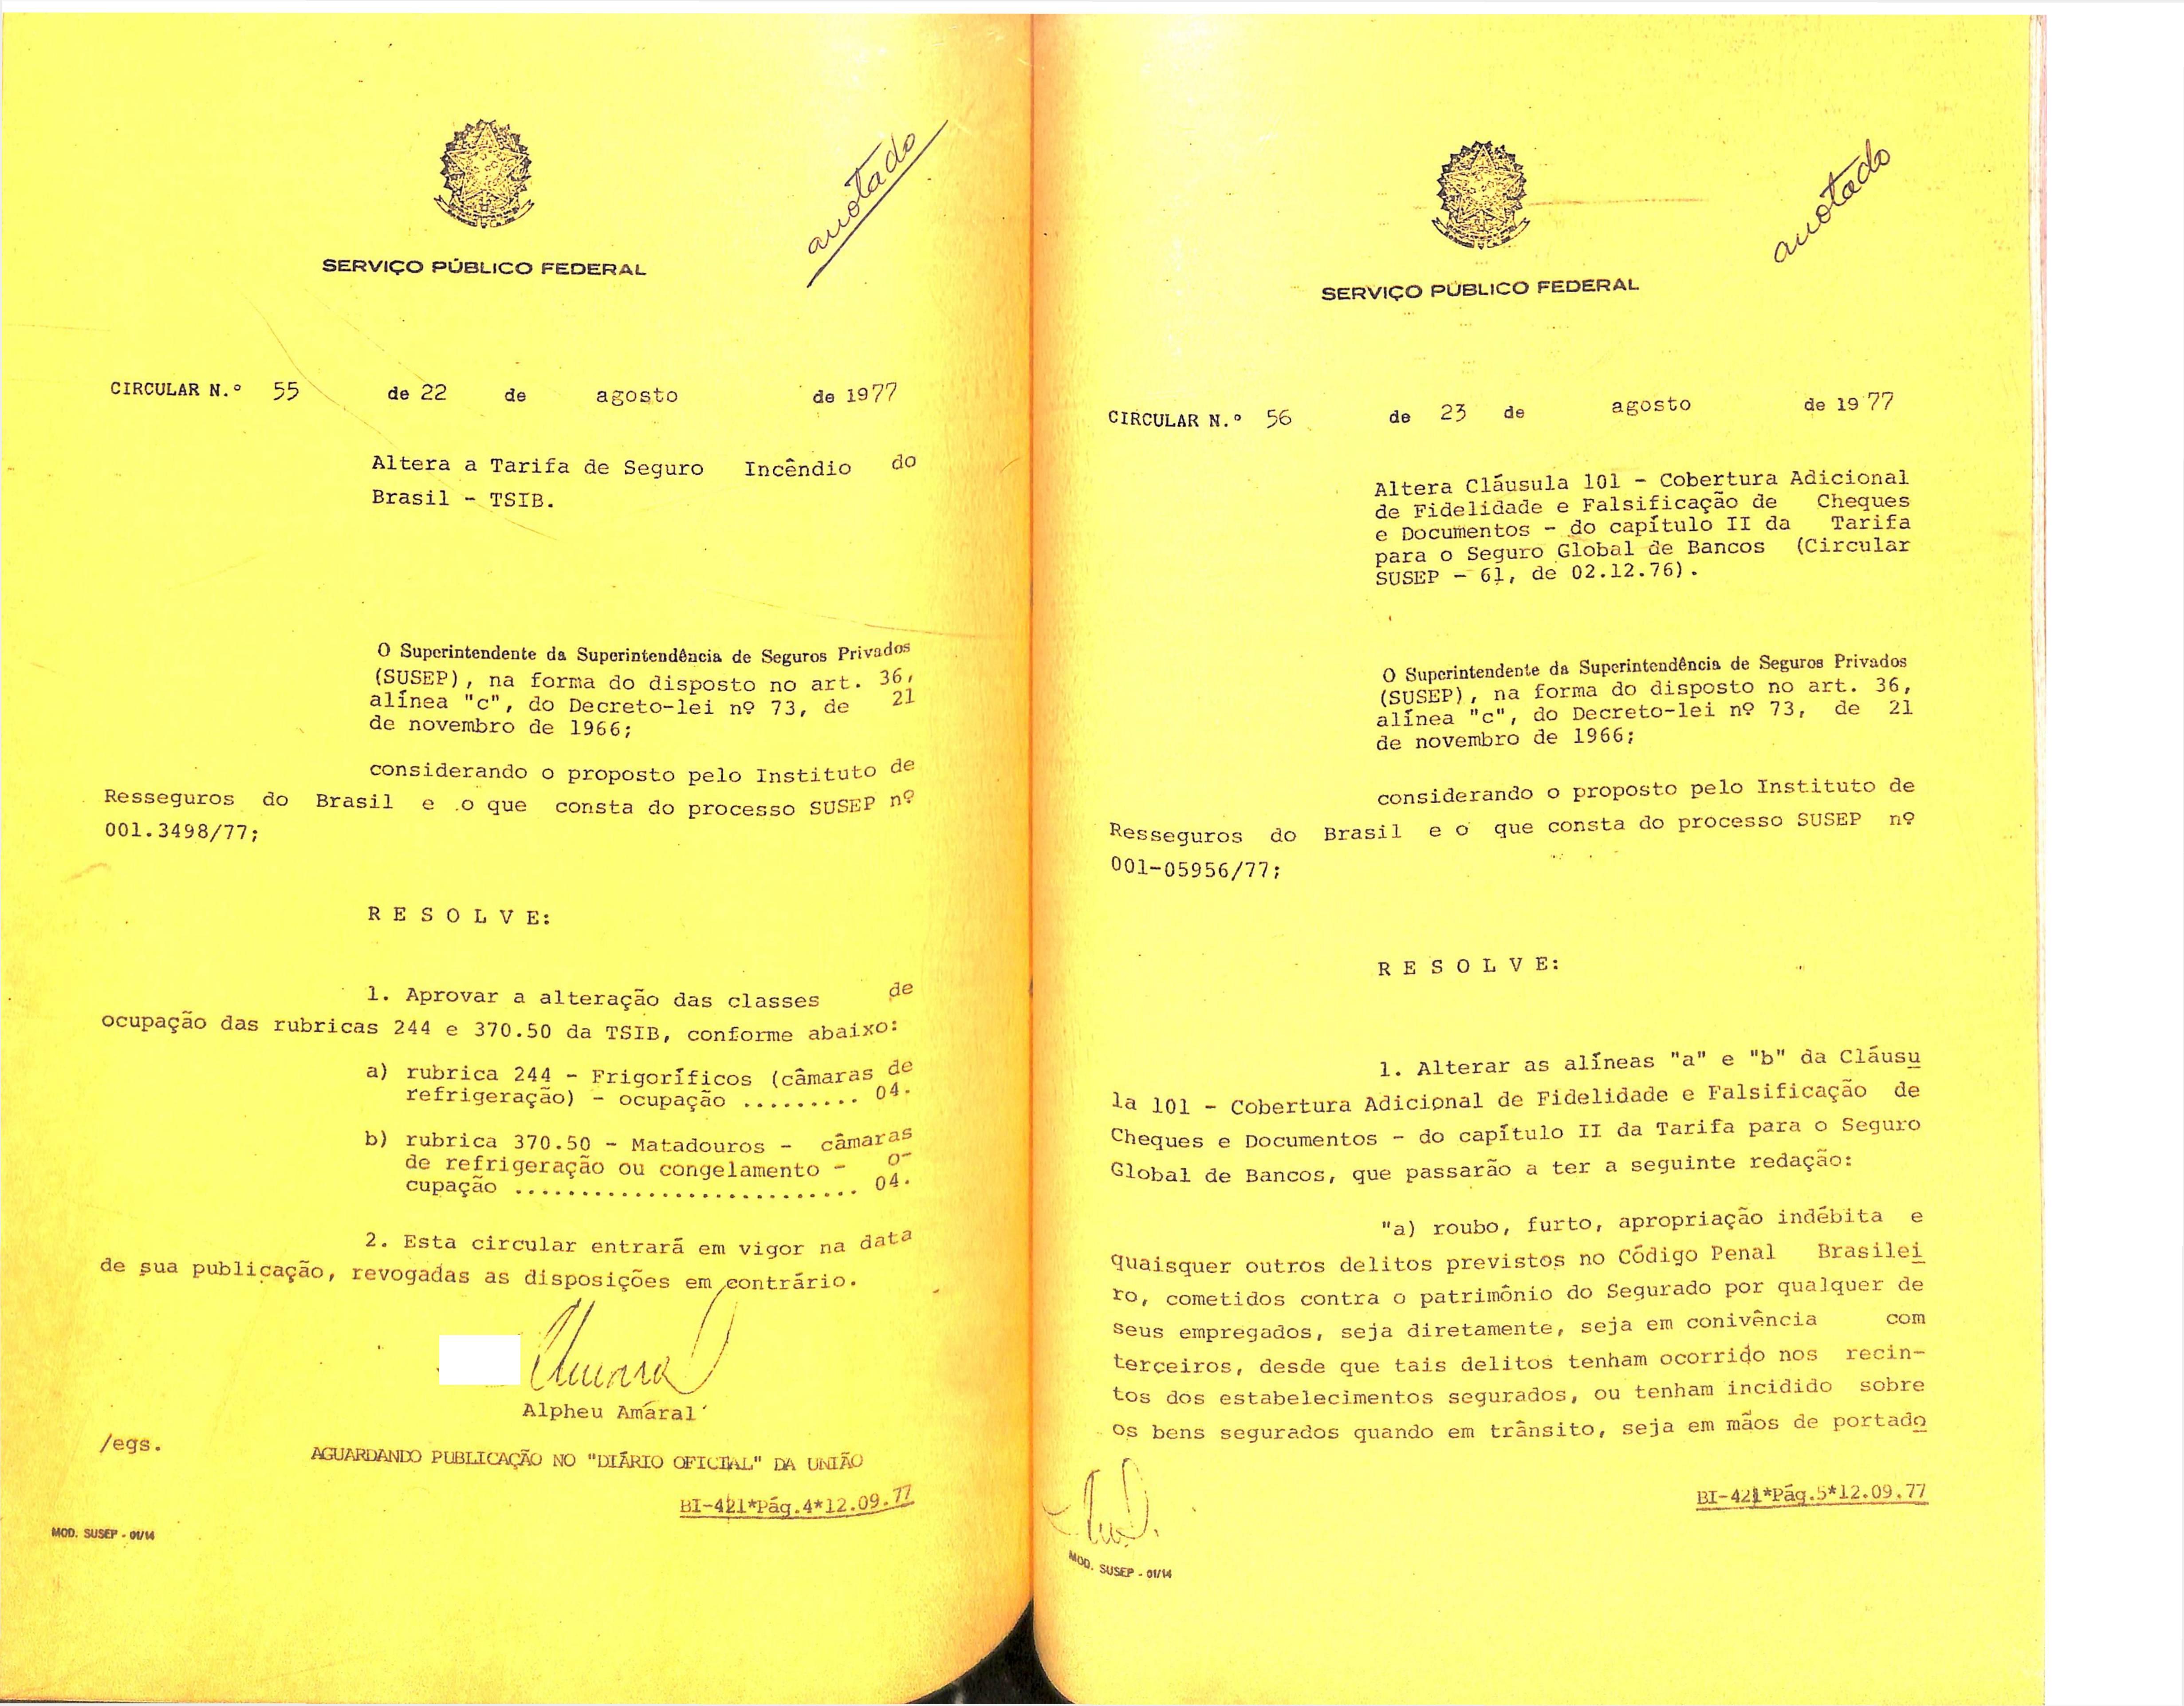 anotado
SERVIÇO PÚBLICO FEDERAL
CIRCULAR N.º 55 de 22 de agosto de 1977
Altera a Tarifa de Seguro Incêndio do
Brasil - TSIB.
O Superintendente da Superintendência de Seguros Privados
(SUSEP), na forma do disposto no art. 36,
alínea "c", do Decreto-lei nº 73, de 21
de novembro de 1966;
considerando o proposto pelo Instituto de
Resseguros do Brasil e o que consta do processo SUSEP nº
001.3498/77;
R E S O L V E:
1. Aprovar a alteração das classes de
ocupação das rubricas 244 e 370.50 da TSIB, conforme abaixo:
a) rubrica 244 - Frigoríficos (câmaras de
refrigeração) - ocupação ......... 04.
b) rubrica 370.50 - Matadouros - câmaras
de refrigeração ou congelamento - o-
cupação .......................... 04.
2. Esta circular entrará em vigor na data
de sua publicação, revogadas as disposições em contrário.
Alpheu Amaral
/egs.
AGUARDANDO PUBLICAÇÃO NO "DIÁRIO OFICIAL" DA UNIÃO
BI-421*Pág.4*12.09.77
MOD. SUSEP - 01/14
anotado
SERVIÇO PÚBLICO FEDERAL
CIRCULAR N.º 56 de 23 de agosto de 1977
Altera Cláusula 101 - Cobertura Adicional
de Fidelidade e Falsificação de Cheques
e Documentos - do capítulo II da Tarifa
para o Seguro Global de Bancos (Circular
SUSEP - 61, de 02.12.76).
O Superintendente da Superintendência de Seguros Privados
(SUSEP), na forma do disposto no art. 36,
alínea "c", do Decreto-lei nº 73, de 21
de novembro de 1966;
considerando o proposto pelo Instituto de
Resseguros do Brasil e o que consta do processo SUSEP nº
001-05956/77;
R E S O L V E:
1. Alterar as alíneas "a" e "b" da Cláusu
la 101 - Cobertura Adicional de Fidelidade e Falsificação de
Cheques e Documentos - do capítulo II da Tarifa para o Seguro
Global de Bancos, que passarão a ter a seguinte redação:
"a) roubo, furto, apropriação indébita e
quaisquer outros delitos previstos no Código Penal Brasilei
ro, cometidos contra o patrimônio do Segurado por qualquer de
seus empregados, seja diretamente, seja em conivência com
terceiros, desde que tais delitos tenham ocorrido nos recin-
tos dos estabelecimentos segurados, ou tenham incidido sobre
os bens segurados quando em trânsito, seja em mãos de portado
BI-421*Pág.5*12.09.77
MOD. SUSEP - 01/14